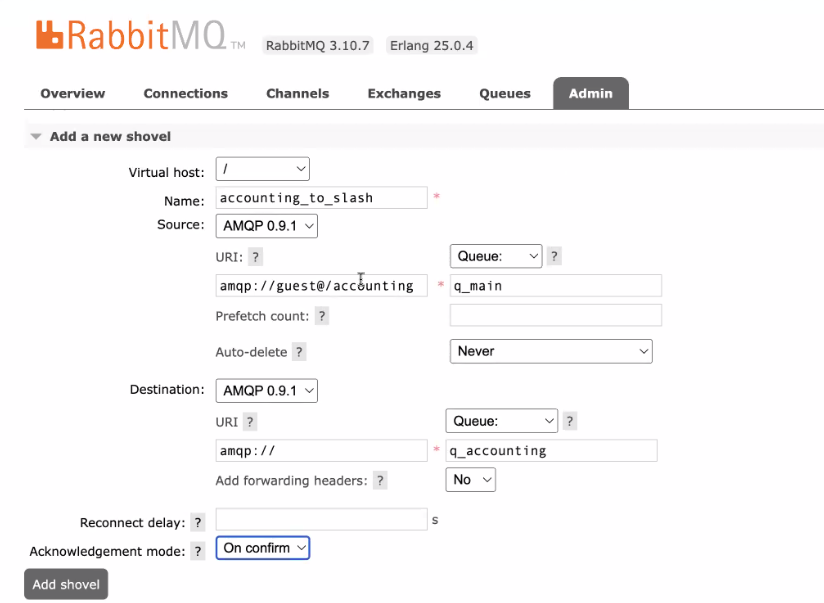 RabbitMQ TM RabbitMQ 3.10.7 Erlang 25.0.4
Overview Connections Channels Exchanges Queues Admin
Add a new shovel
Virtual host: /
Name: accounting_to_slash *
Source: AMQP 0.9.1
URI: ? Queue: ?
amqp://guest@/accounting * q_main
Prefetch count: ?
Auto-delete ? Never
Destination: AMQP 0.9.1
URI ? Queue: ?
amqp:// * q_accounting
Add forwarding headers: ? No
Reconnect delay: ? s
Acknowledgement mode: ? On confirm
Add shovel